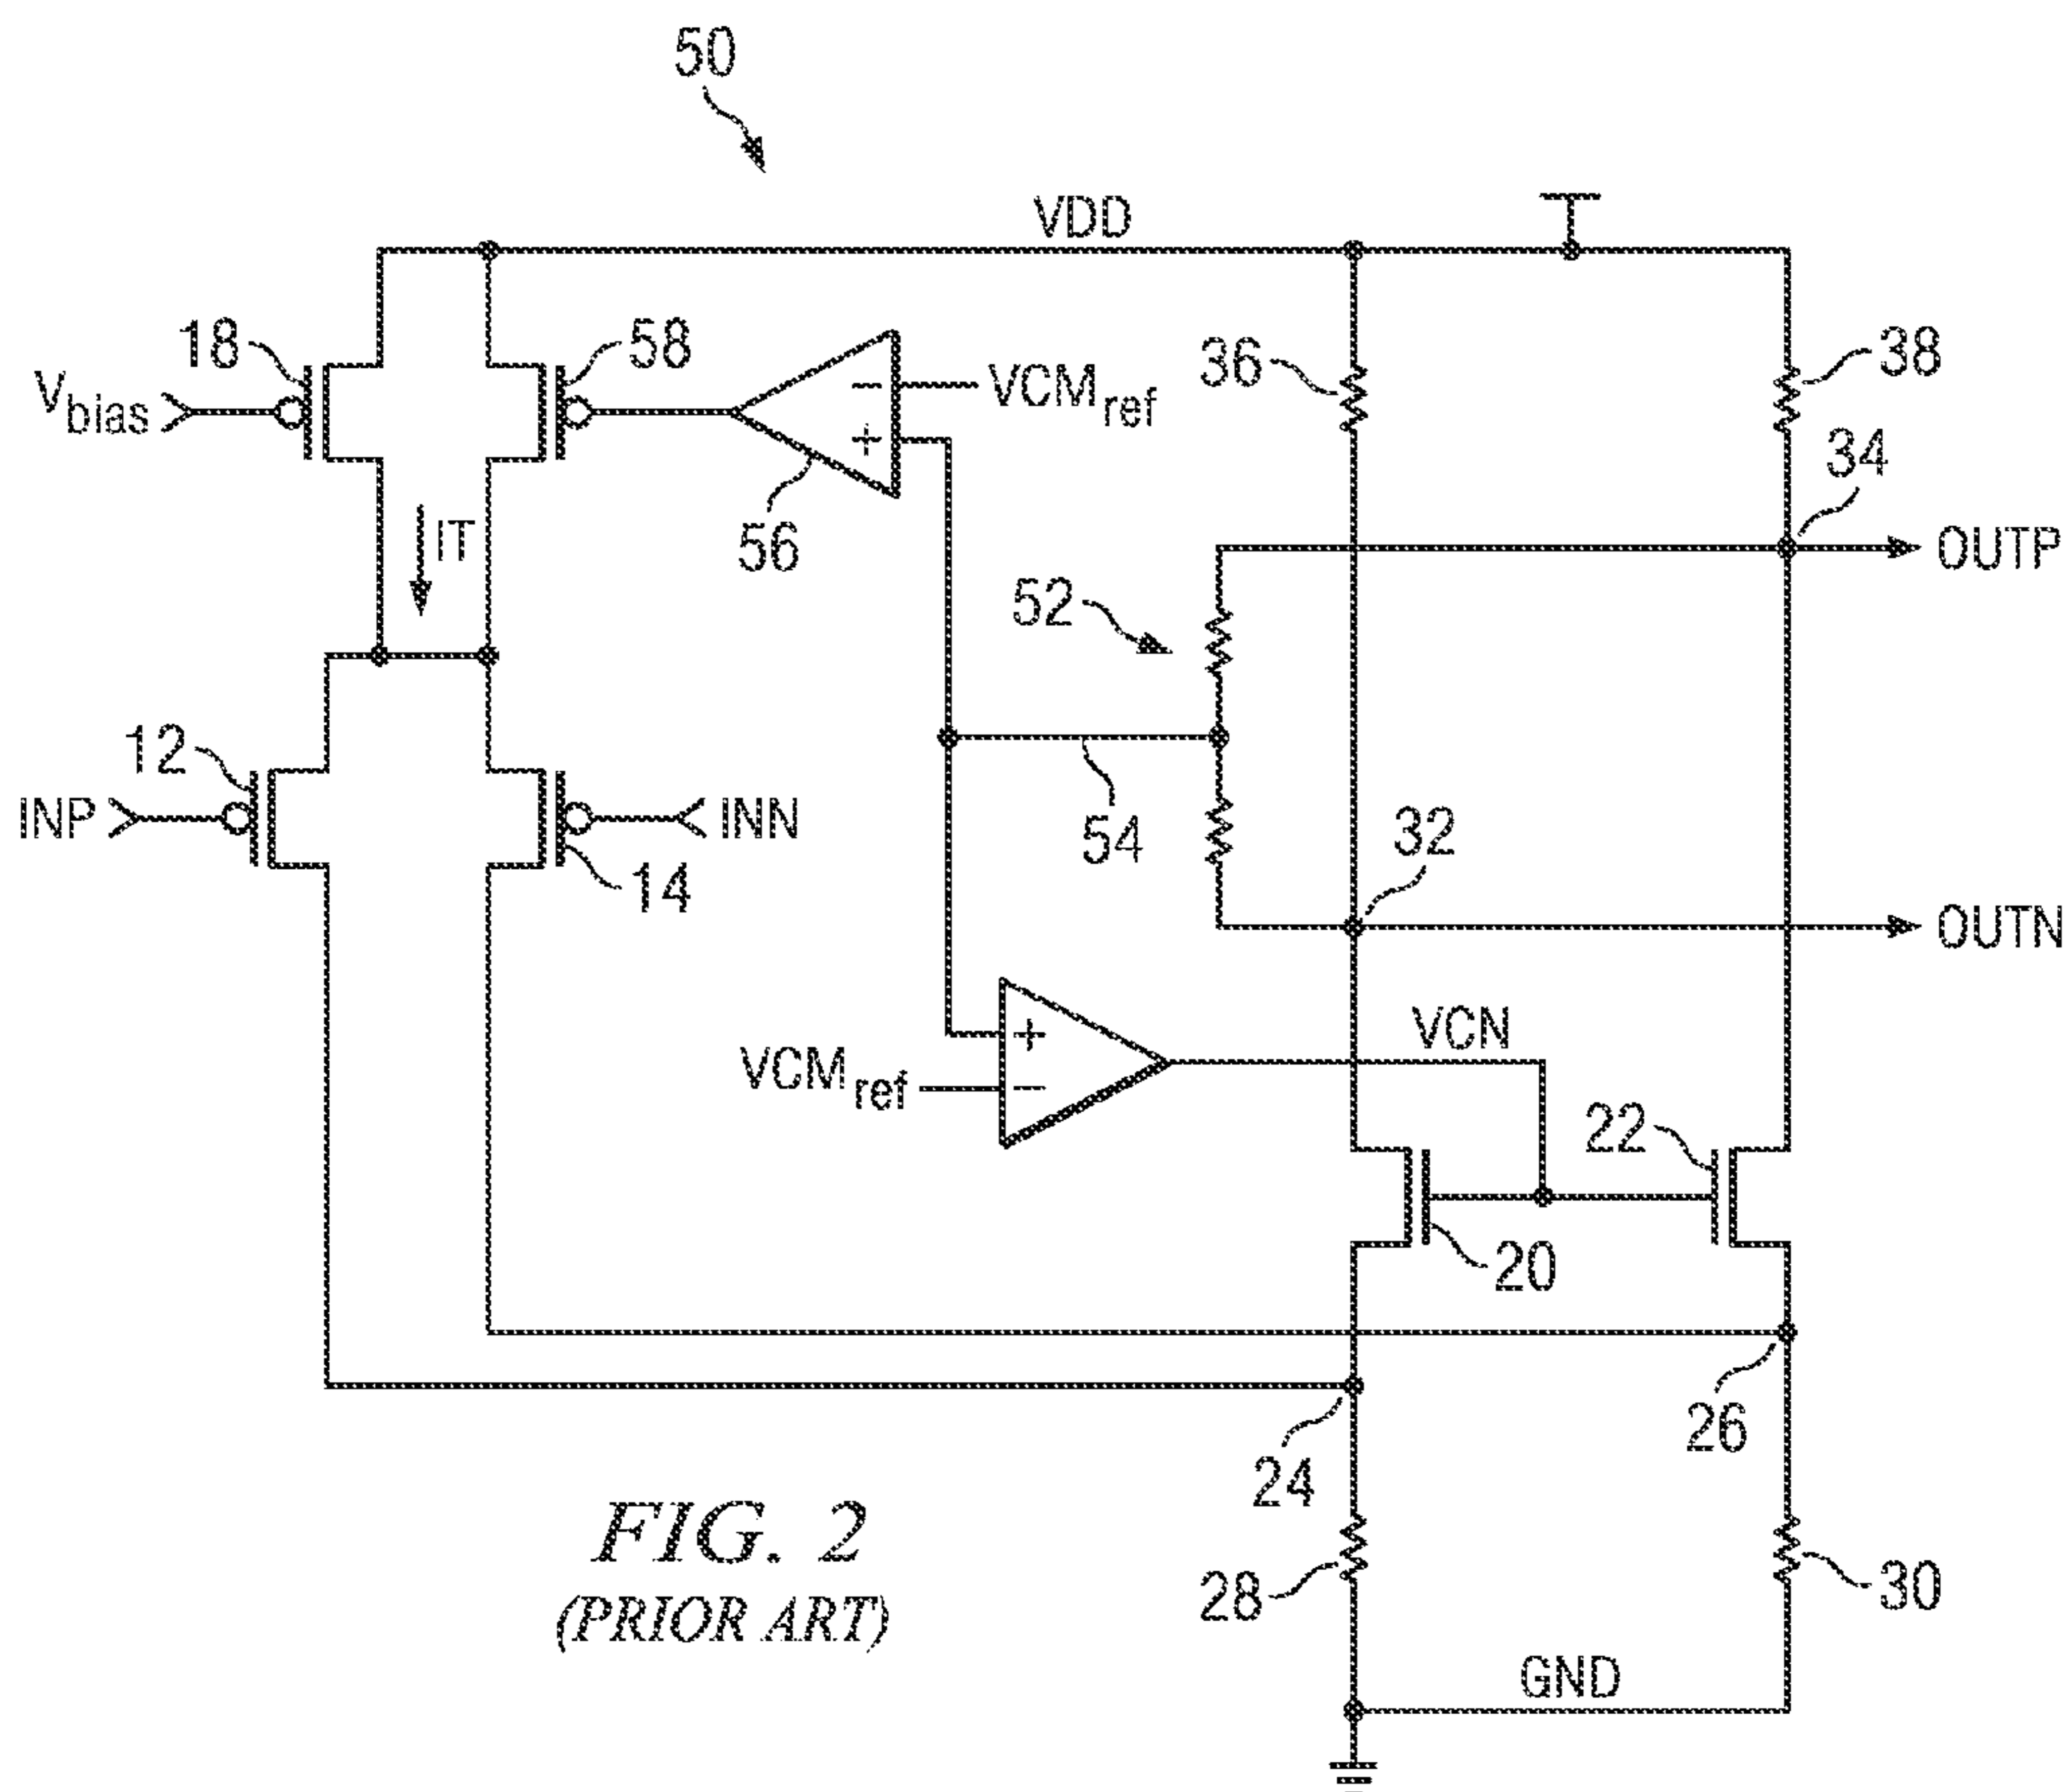 50
VDD
18
58
36
38
Vbias
VCMref
−
+
34
IT
56
OUTP
52
12
INP
INN
54
32
14
OUTN
VCN
+
VCMref
−
22
20
26
24
FIG. 2
28
30
(PRIOR ART)
GND